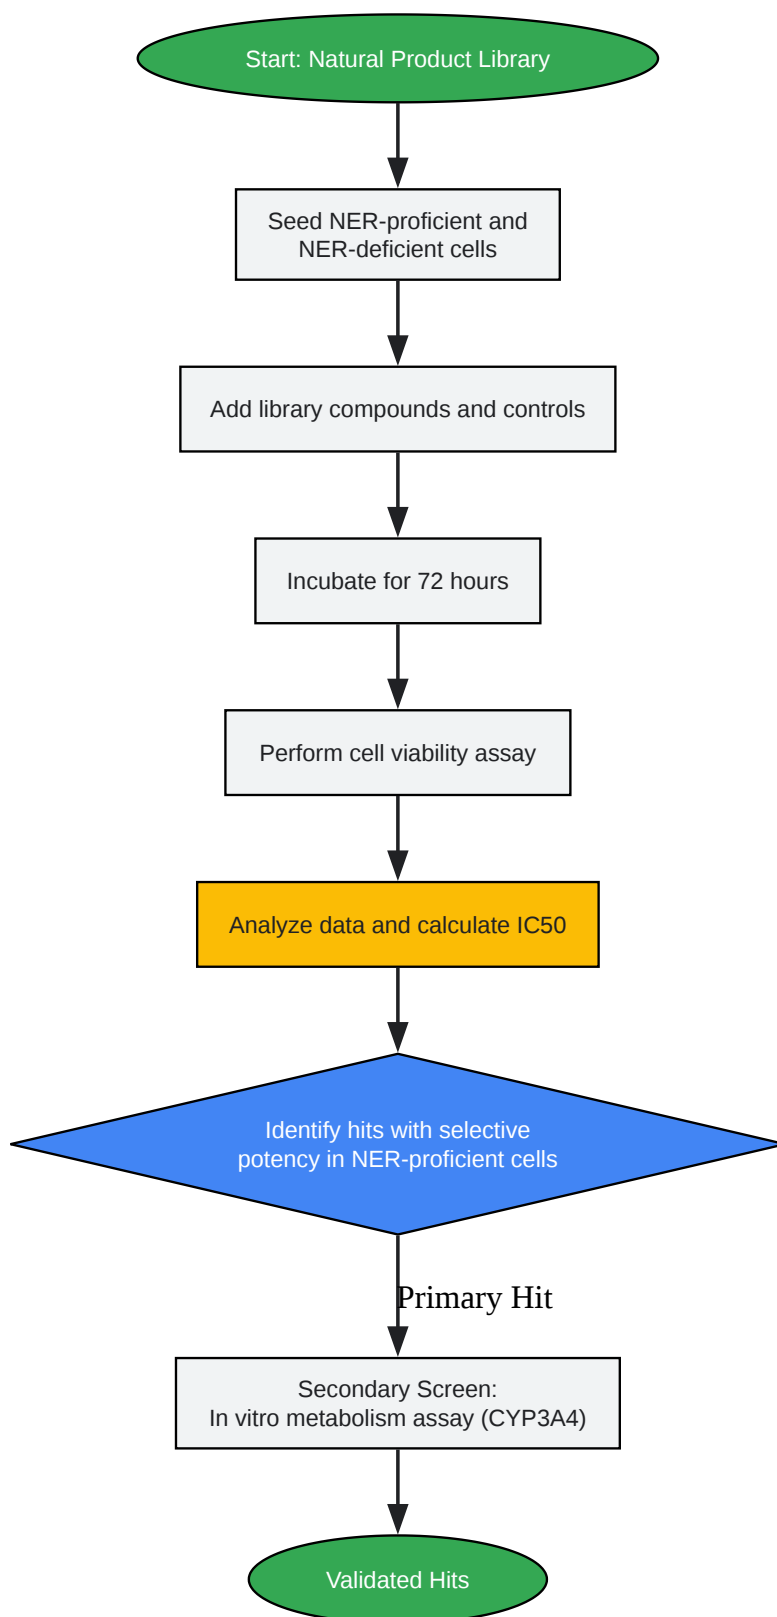 Start: Natural Product Library
Seed NER-proficient and
NER-deficient cells
Add library compounds and controls
Incubate for 72 hours
Perform cell viability assay
Analyze data and calculate IC50
Identify hits with selective
potency in NER-proficient cells
Primary Hit
Secondary Screen:
In vitro metabolism assay (CYP3A4)
Validated Hits